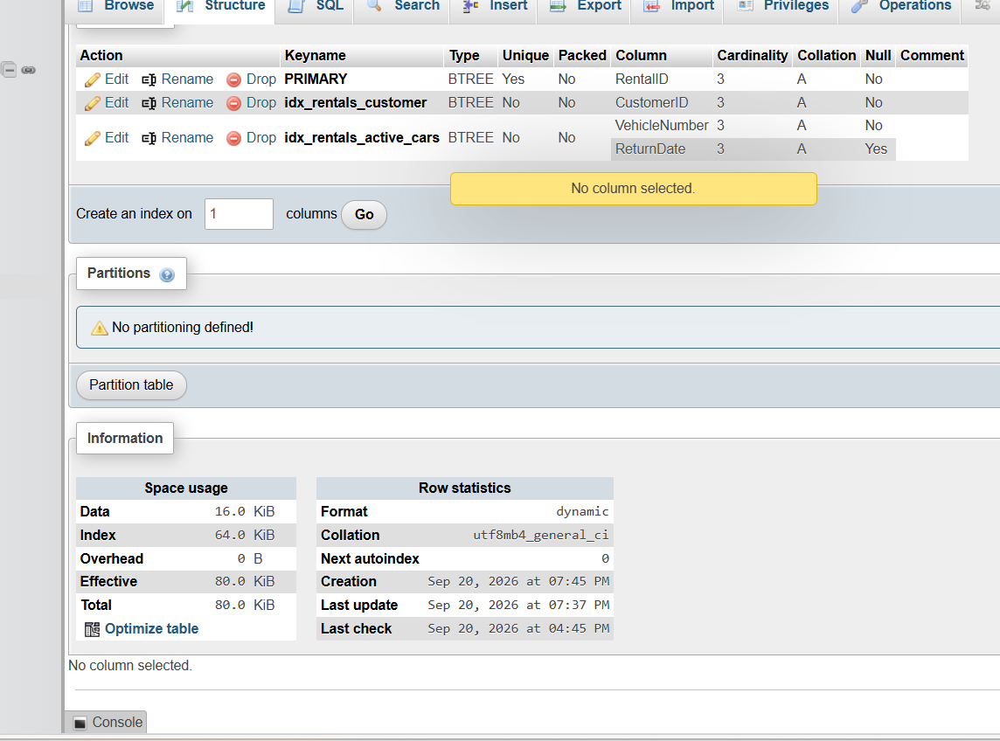 Browse Structure SQL Search Insert Export Import Privileges Operations
Action Keyname Type Unique Packed Column Cardinality Collation Null Comment
Edit Rename Drop PRIMARY BTREE Yes No RentalID 3 A No
Edit Rename Drop idx_rentals_customer BTREE No No CustomerID 3 A No
Edit Rename Drop idx_rentals_active_cars BTREE No No VehicleNumber 3 A No
ReturnDate 3 A Yes
No column selected.
Create an index on 1 columns Go
Partitions
No partitioning defined!
Partition table
Information
Space usage
Data 16.0 KiB
Index 64.0 KiB
Overhead 0 B
Effective 80.0 KiB
Total 80.0 KiB
Optimize table
Row statistics
Format dynamic
Collation utf8mb4_general_ci
Next autoindex 0
Creation Sep 20, 2026 at 07:45 PM
Last update Sep 20, 2026 at 07:37 PM
Last check Sep 20, 2026 at 04:45 PM
No column selected.
Console